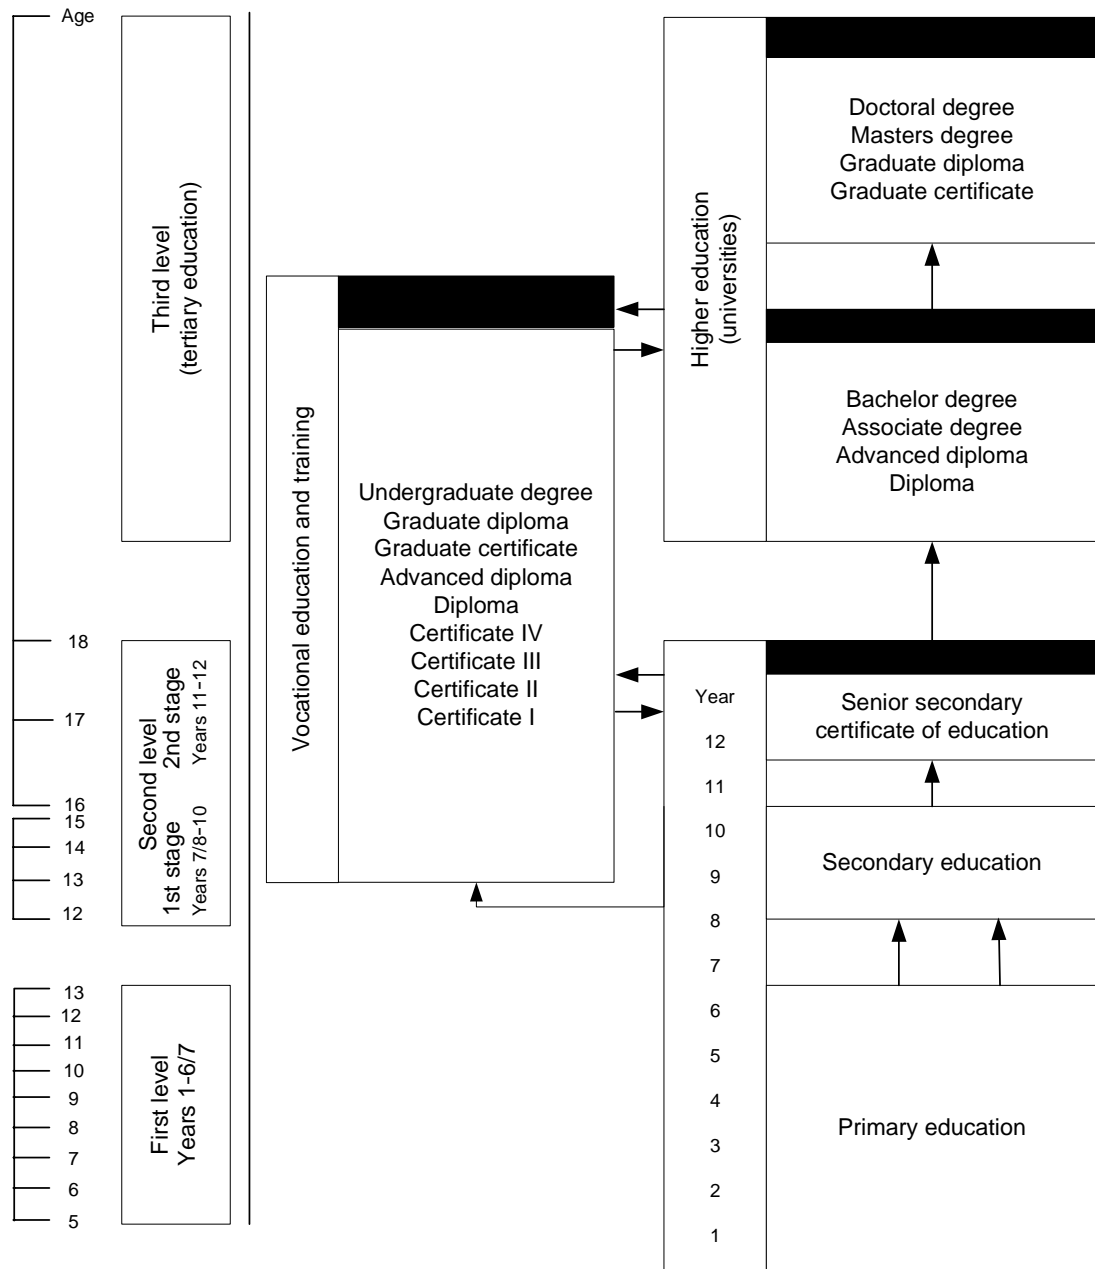 Age
18
17
16
15
14
13
12
13
12
11
10
9
8
7
6
5
Third level
(tertiary education)
Second level
1st stage 2nd stage
Years 7/8-10 Years 11-12
First level
Years 1-6/7
Vocational education and training
Undergraduate degree
Graduate diploma
Graduate certificate
Advanced diploma
Diploma
Certificate IV
Certificate III
Certificate II
Certificate I
Higher education
(universities)
Doctoral degree
Masters degree
Graduate diploma
Graduate certificate
Bachelor degree
Associate degree
Advanced diploma
Diploma
Year
12
11
10
9
8
7
6
5
4
3
2
1
Senior secondary
certificate of education
Secondary education
Primary education